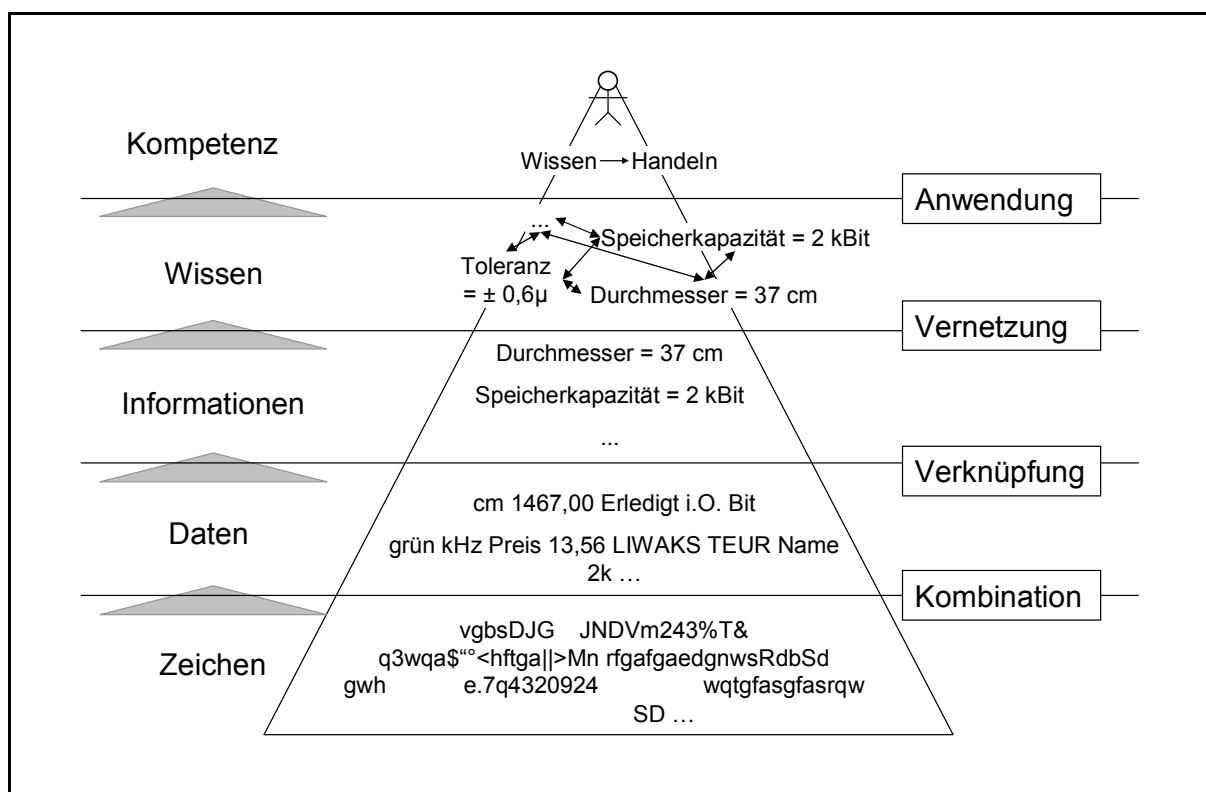 Kompetenz
Wissen → Handeln
Anwendung
...
Speicherkapazität = 2 kBit
Wissen
Toleranz
= ± 0,6µ
Durchmesser = 37 cm
Vernetzung
Durchmesser = 37 cm
Informationen
Speicherkapazität = 2 kBit
...
Verknüpfung
cm 1467,00 Erledigt i.O. Bit
Daten
grün kHz Preis 13,56 LIWAKS TEUR Name
2k …
Kombination
vgbsDJG JNDVm243%T&
Zeichen
q3wqa$“°<hftga||>Mn rfgafgaedgnwsRdbSd
gwh e.7q4320924 wqtgfasgfasrqw
SD …